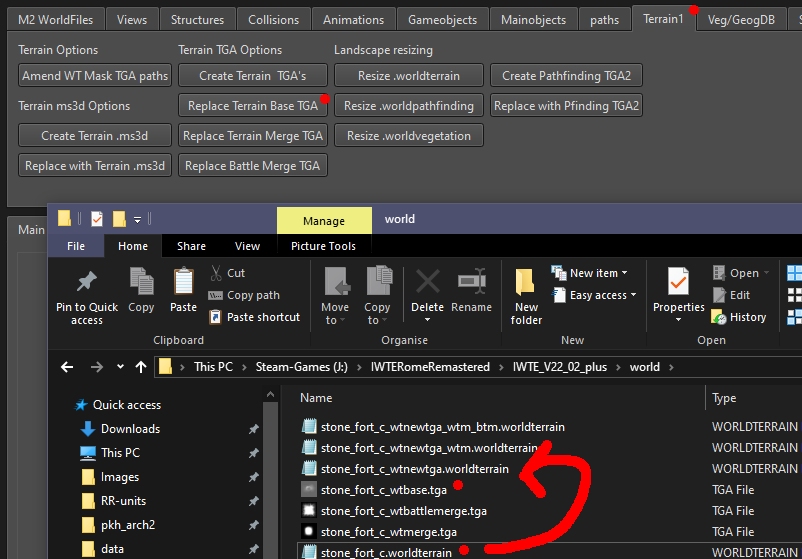 M2 WorldFiles Views Structures Collisions Animations Gameobjects Mainobjects paths Terrain1 Veg/GeogDB S
Terrain Options Terrain TGA Options Landscape resizing
Amend WT Mask TGA paths Create Terrain TGA's Resize .worldterrain Create Pathfinding TGA2
Terrain ms3d Options Replace Terrain Base TGA Resize .worldpathfinding Replace with Pfinding TGA2
Create Terrain .ms3d Replace Terrain Merge TGA Resize .worldvegetation
Replace with Terrain .ms3d Replace Battle Merge TGA
Main
Manage world
File Home Share View Picture Tools
Pin to Quick access Copy Paste Cut Copy path Paste shortcut Move to Copy to Delete Rename New folder New item Easy access Properties Open Edit History
Clipboard Organise New Open
This PC Steam-Games (J:) IWTERomeRemastered IWTE_V22_02_plus world
Name Type
Quick access
Downloads stone_fort_c_wtnewtga_wtm_btm.worldterrain WORLDTERRAIN
This PC stone_fort_c_wtnewtga_wtm.worldterrain WORLDTERRAIN
Images stone_fort_c_wtnewtga.worldterrain WORLDTERRAIN
RR-units stone_fort_c_wtbase.tga TGA File
pkh_arch2 stone_fort_c_wtbattlemerge.tga TGA File
stone_fort_c_wtmerge.tga TGA File
data stone_fort_c.worldterrain WORLDTERRAIN